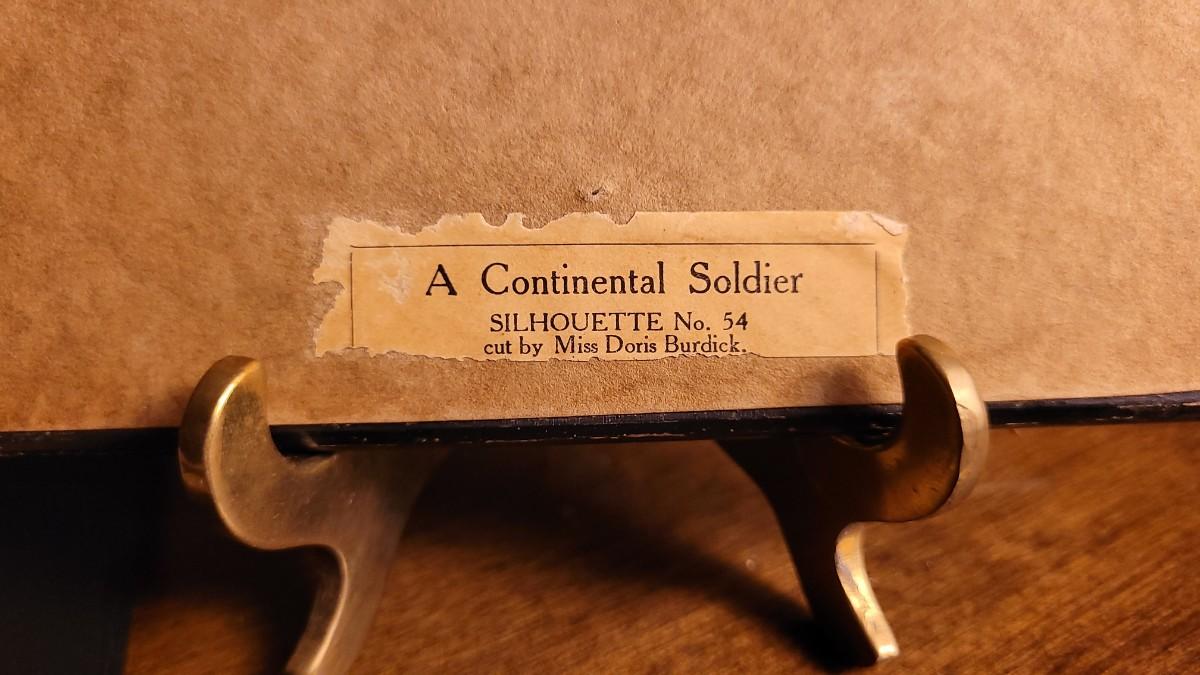 A Continental Soldier
SILHOUETTE No. 54
cut by Miss Doris Burdick.